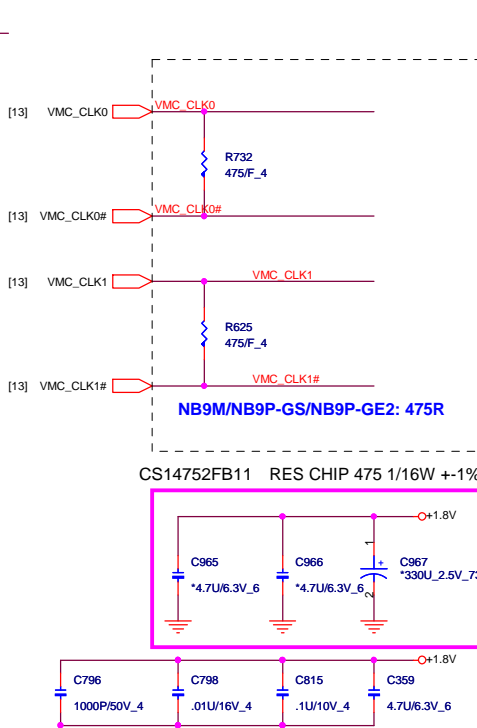 [13] VMC_CLK0 VMC_CLK0
R732
475/F_4
[13] VMC_CLK0# VMC_CLK0#
[13] VMC_CLK1 VMC_CLK1
R625
475/F_4
[13] VMC_CLK1# VMC_CLK1#
NB9M/NB9P-GS/NB9P-GE2: 475R
CS14752FB11 RES CHIP 475 1/16W +-1%
+1.8V
1
C965 C966 + C967
*4.7U/6.3V_6 *4.7U/6.3V_6 *330U_2.5V_73
2
+1.8V
C796 C798 C815 C359
1000P/50V_4 .01U/16V_4 .1U/10V_4 4.7U/6.3V_6